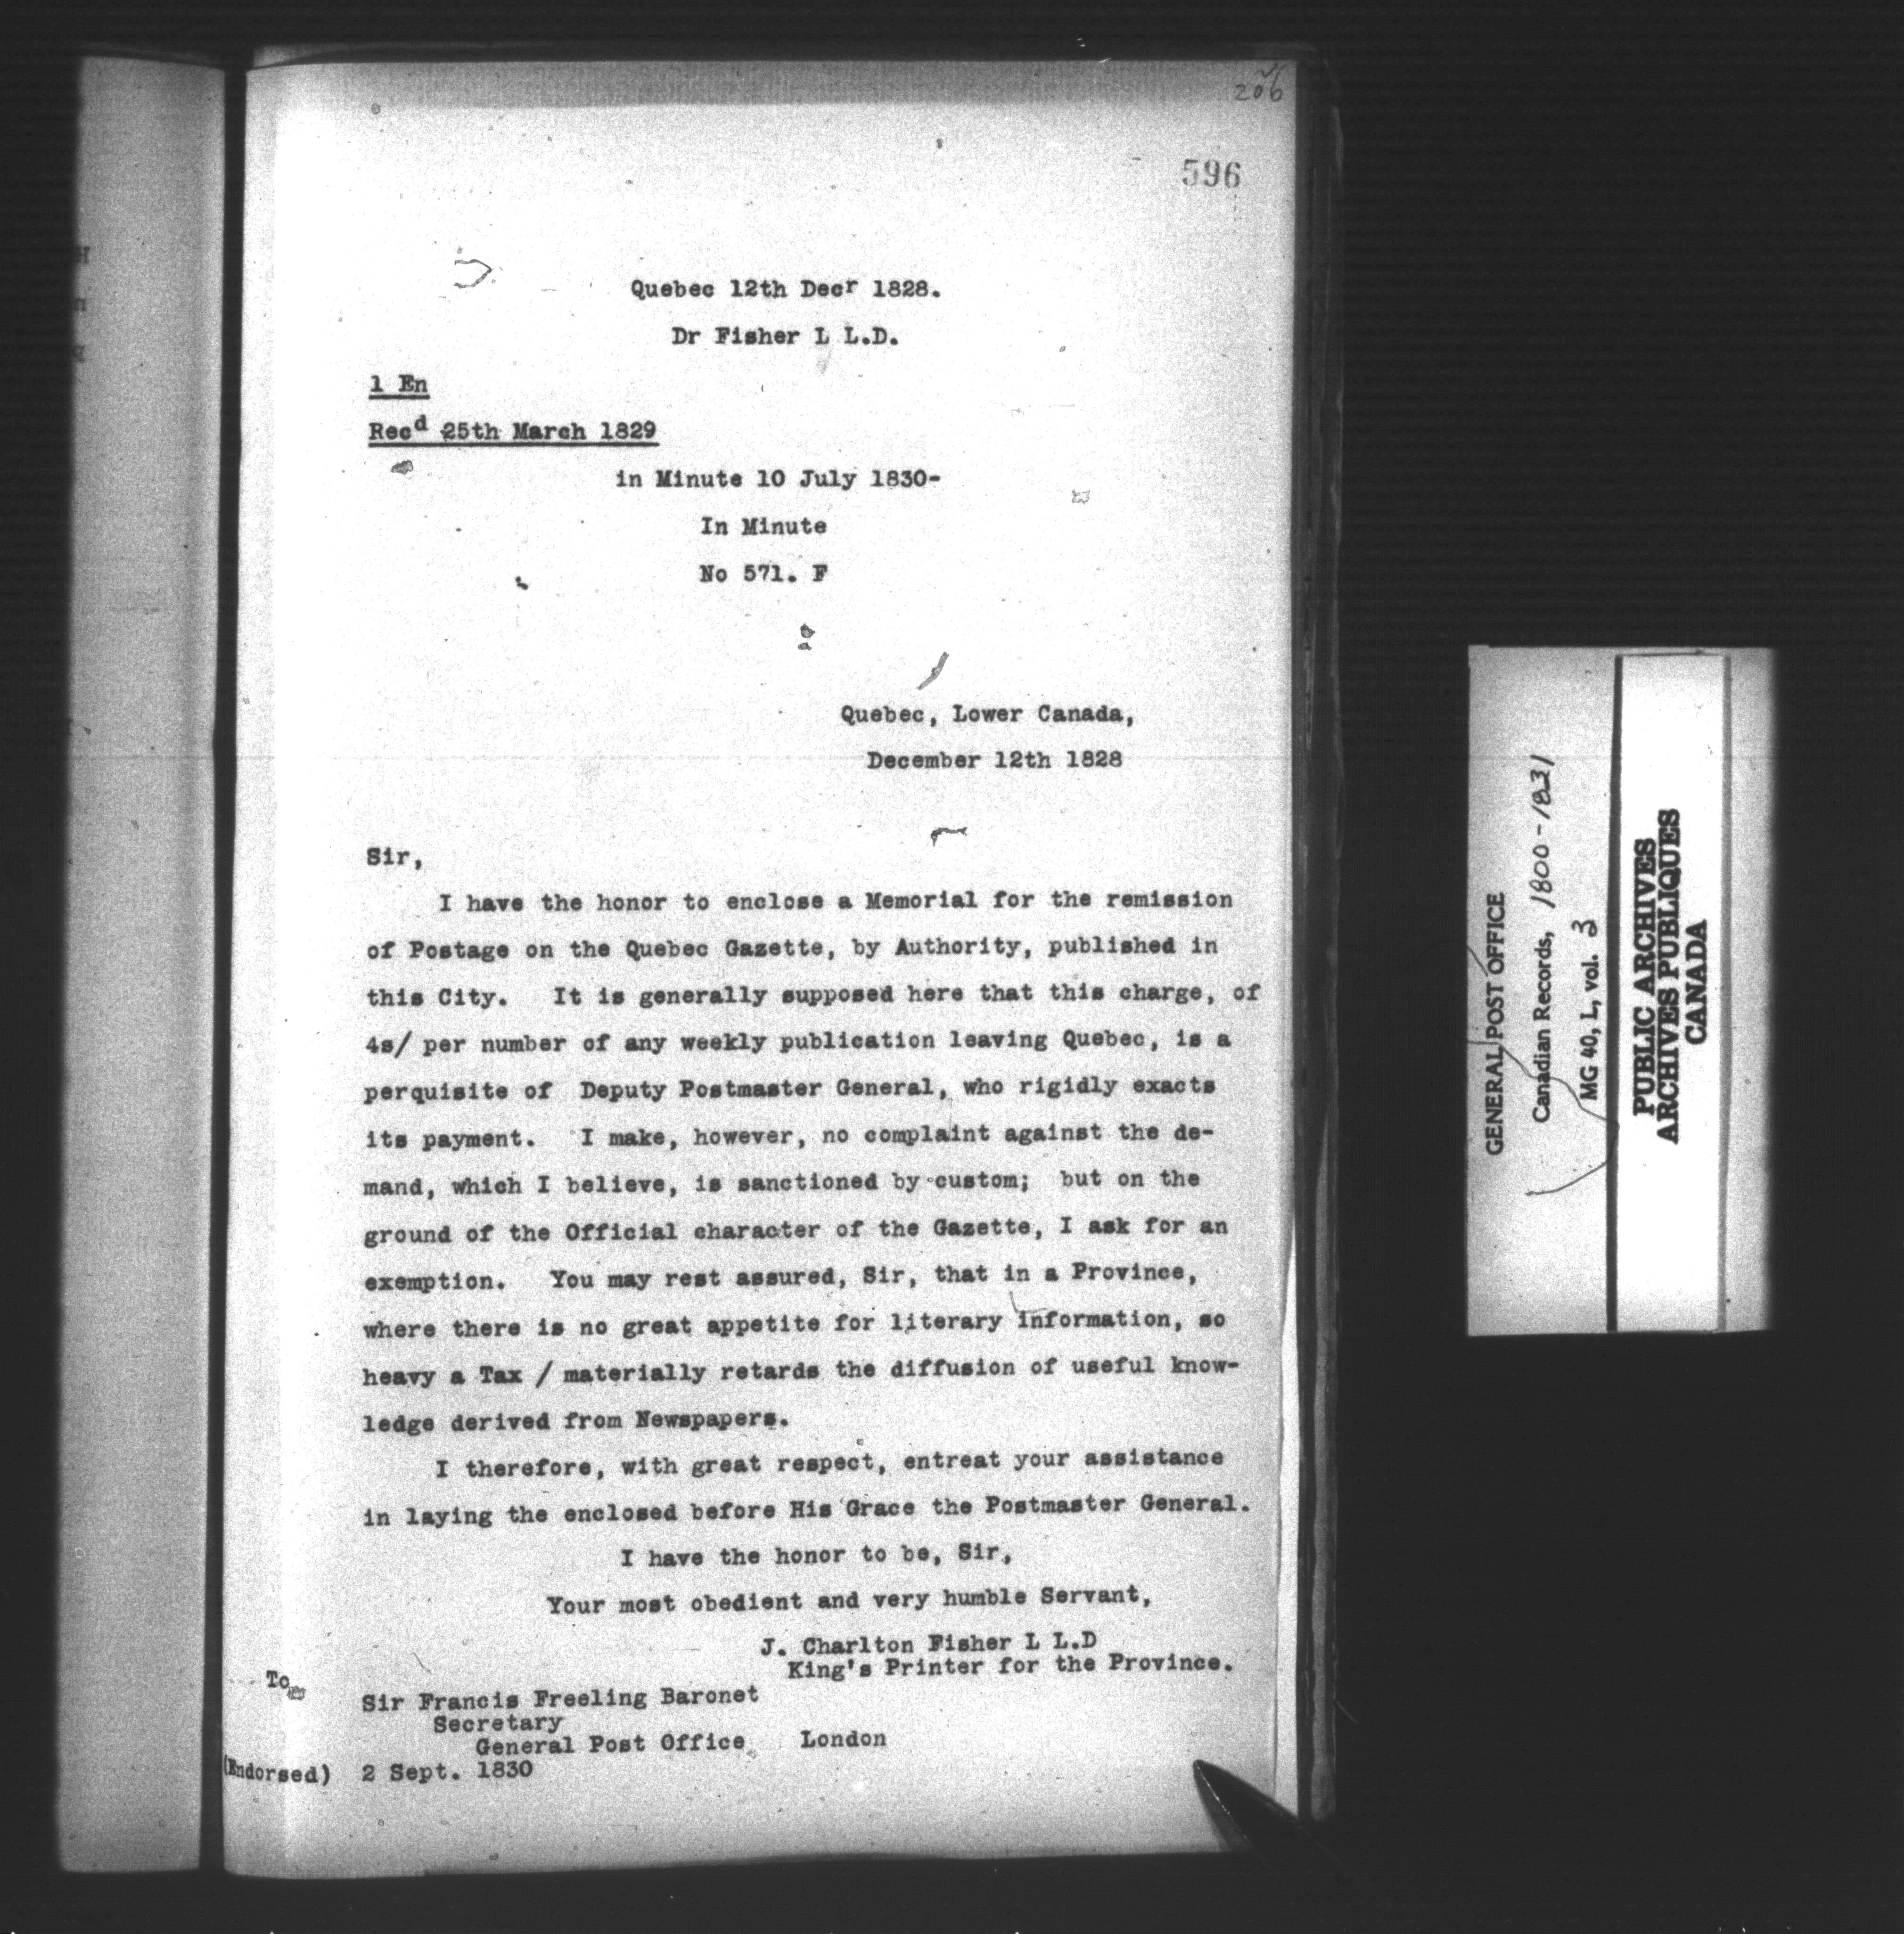 206
596
Quebec 12th Decr 1828.
Dr Fisher L L.D.
1 En
Recd 25th March 1829
in Minute 10 July 1830-
In Minute
No 571. F
Quebec, Lower Canada,
December 12th 1828
Sir,
I have the honor to enclose a Memorial for the remission
of Postage on the Quebec Gazette, by Authority, published in
this City. It is generally supposed here that this charge, of
4s/ per number of any weekly publication leaving Quebec, is a
perquisite of Deputy Postmaster General, who rigidly exacts
its payment. I make, however, no complaint against the de-
mand, which I believe, is sanctioned by custom; but on the
ground of the Official character of the Gazette, I ask for an
exemption. You may rest assured, Sir, that in a Province,
where there is no great appetite for literary information, so
heavy a Tax / materially retards the diffusion of useful know-
ledge derived from Newspapers.
I therefore, with great respect, entreat your assistance
in laying the enclosed before His Grace the Postmaster General.
I have the honor to be, Sir,
Your most obedient and very humble Servant,
J. Charlton Fisher L L.D
King's Printer for the Province.
To
Sir Francis Freeling Baronet
Secretary
General Post Office London
(Endorsed) 2 Sept. 1830
GENERAL POST OFFICE
Canadian Records, 1800-1831
MG 40, L, vol. 3
PUBLIC ARCHIVES
ARCHIVES PUBLIQUES
CANADA